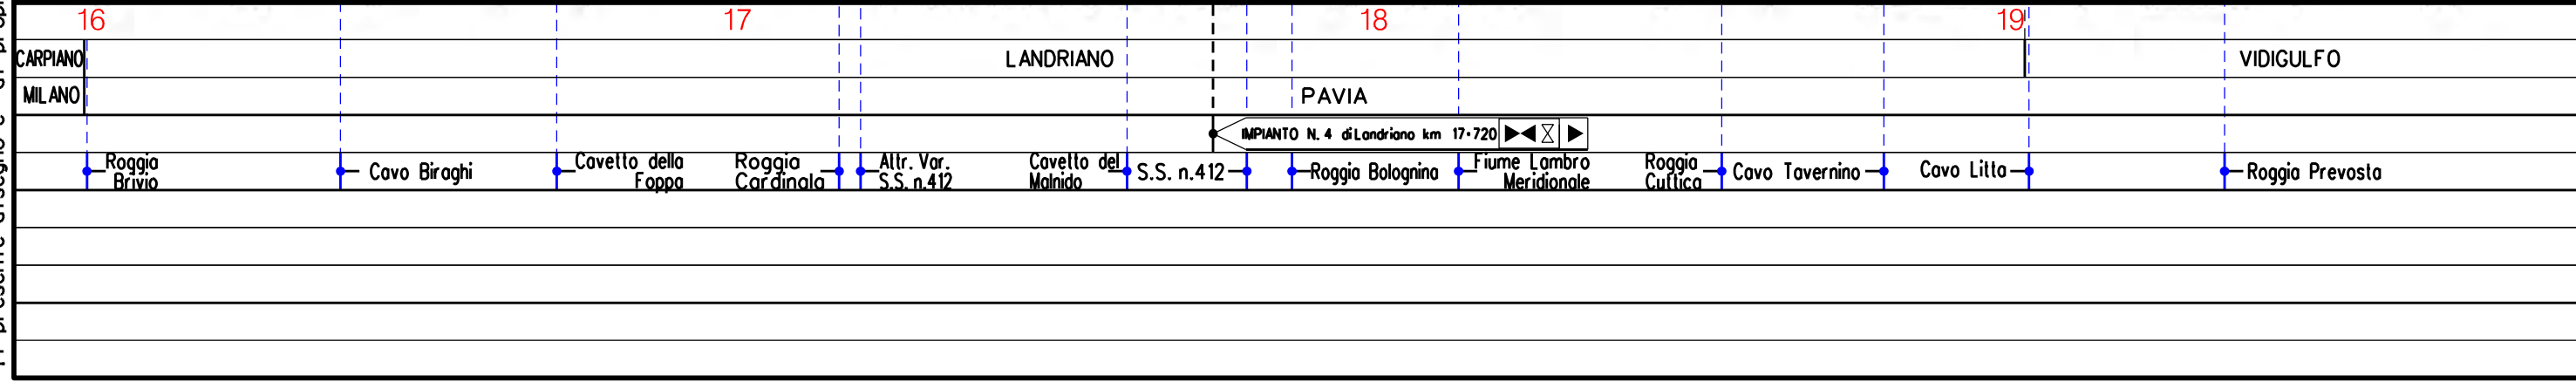 16 17 18 19
CARPIANO LANDRIANO VIDIGULFO
MILANO PAVIA
IMPIANTO N. 4 di Landriano km 17+720
Roggia
Brivio
Cavo Biraghi
Cavetto della
Foppa
Roggia
Cardinala
Attr. Var.
S.S. n.412
Cavetto del
Malnido
S.S. n.412
Roggia Bolognina
Fiume Lambro
Meridionale
Roggia
Cuttica
Cavo Tavernino
Cavo Litta
Roggia Prevosta